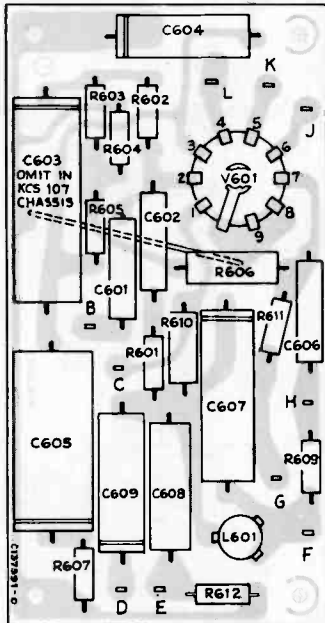 C604
K
L
J
R603
R602
R604
C603
OMIT IN
KCS 107
CHASSIS
1
2
3
4
5
6
7
8
9
V601
R605
C602
C601
R606
B
R601
R610
R611
C606
C
C607
C605
H
C609
C608
R609
G
L601
F
R607
D
E
R612
C137991-0